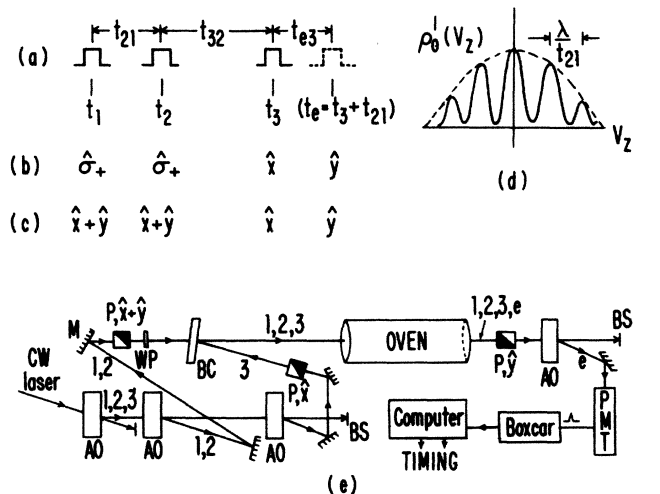 (a) t21 t32 te3
t1 t2 t3 (te=t3+t21)
(b) σ̂+ σ̂+ x̂ ŷ
(c) x̂+ŷ x̂+ŷ x̂ ŷ
ρ0^|(Vz) λ/t21
Vz
(d)
M P,x̂+ŷ WP BC 1,2,3 OVEN 1,2,3,e BS
1,2 3 P,x̂ P,ŷ AO e
CW laser
1,2,3
AO AO 1,2 AO BS
Computer Boxcar PMT
TIMING
(e)